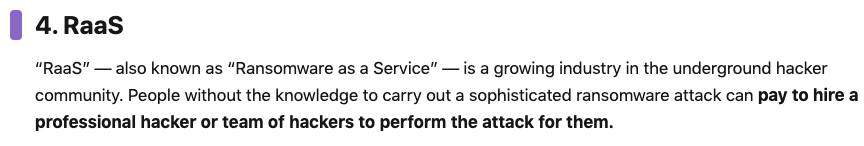 4. RaaS
“RaaS” — also known as “Ransomware as a Service” — is a growing industry in the underground hacker
community. People without the knowledge to carry out a sophisticated ransomware attack can pay to hire a
professional hacker or team of hackers to perform the attack for them.